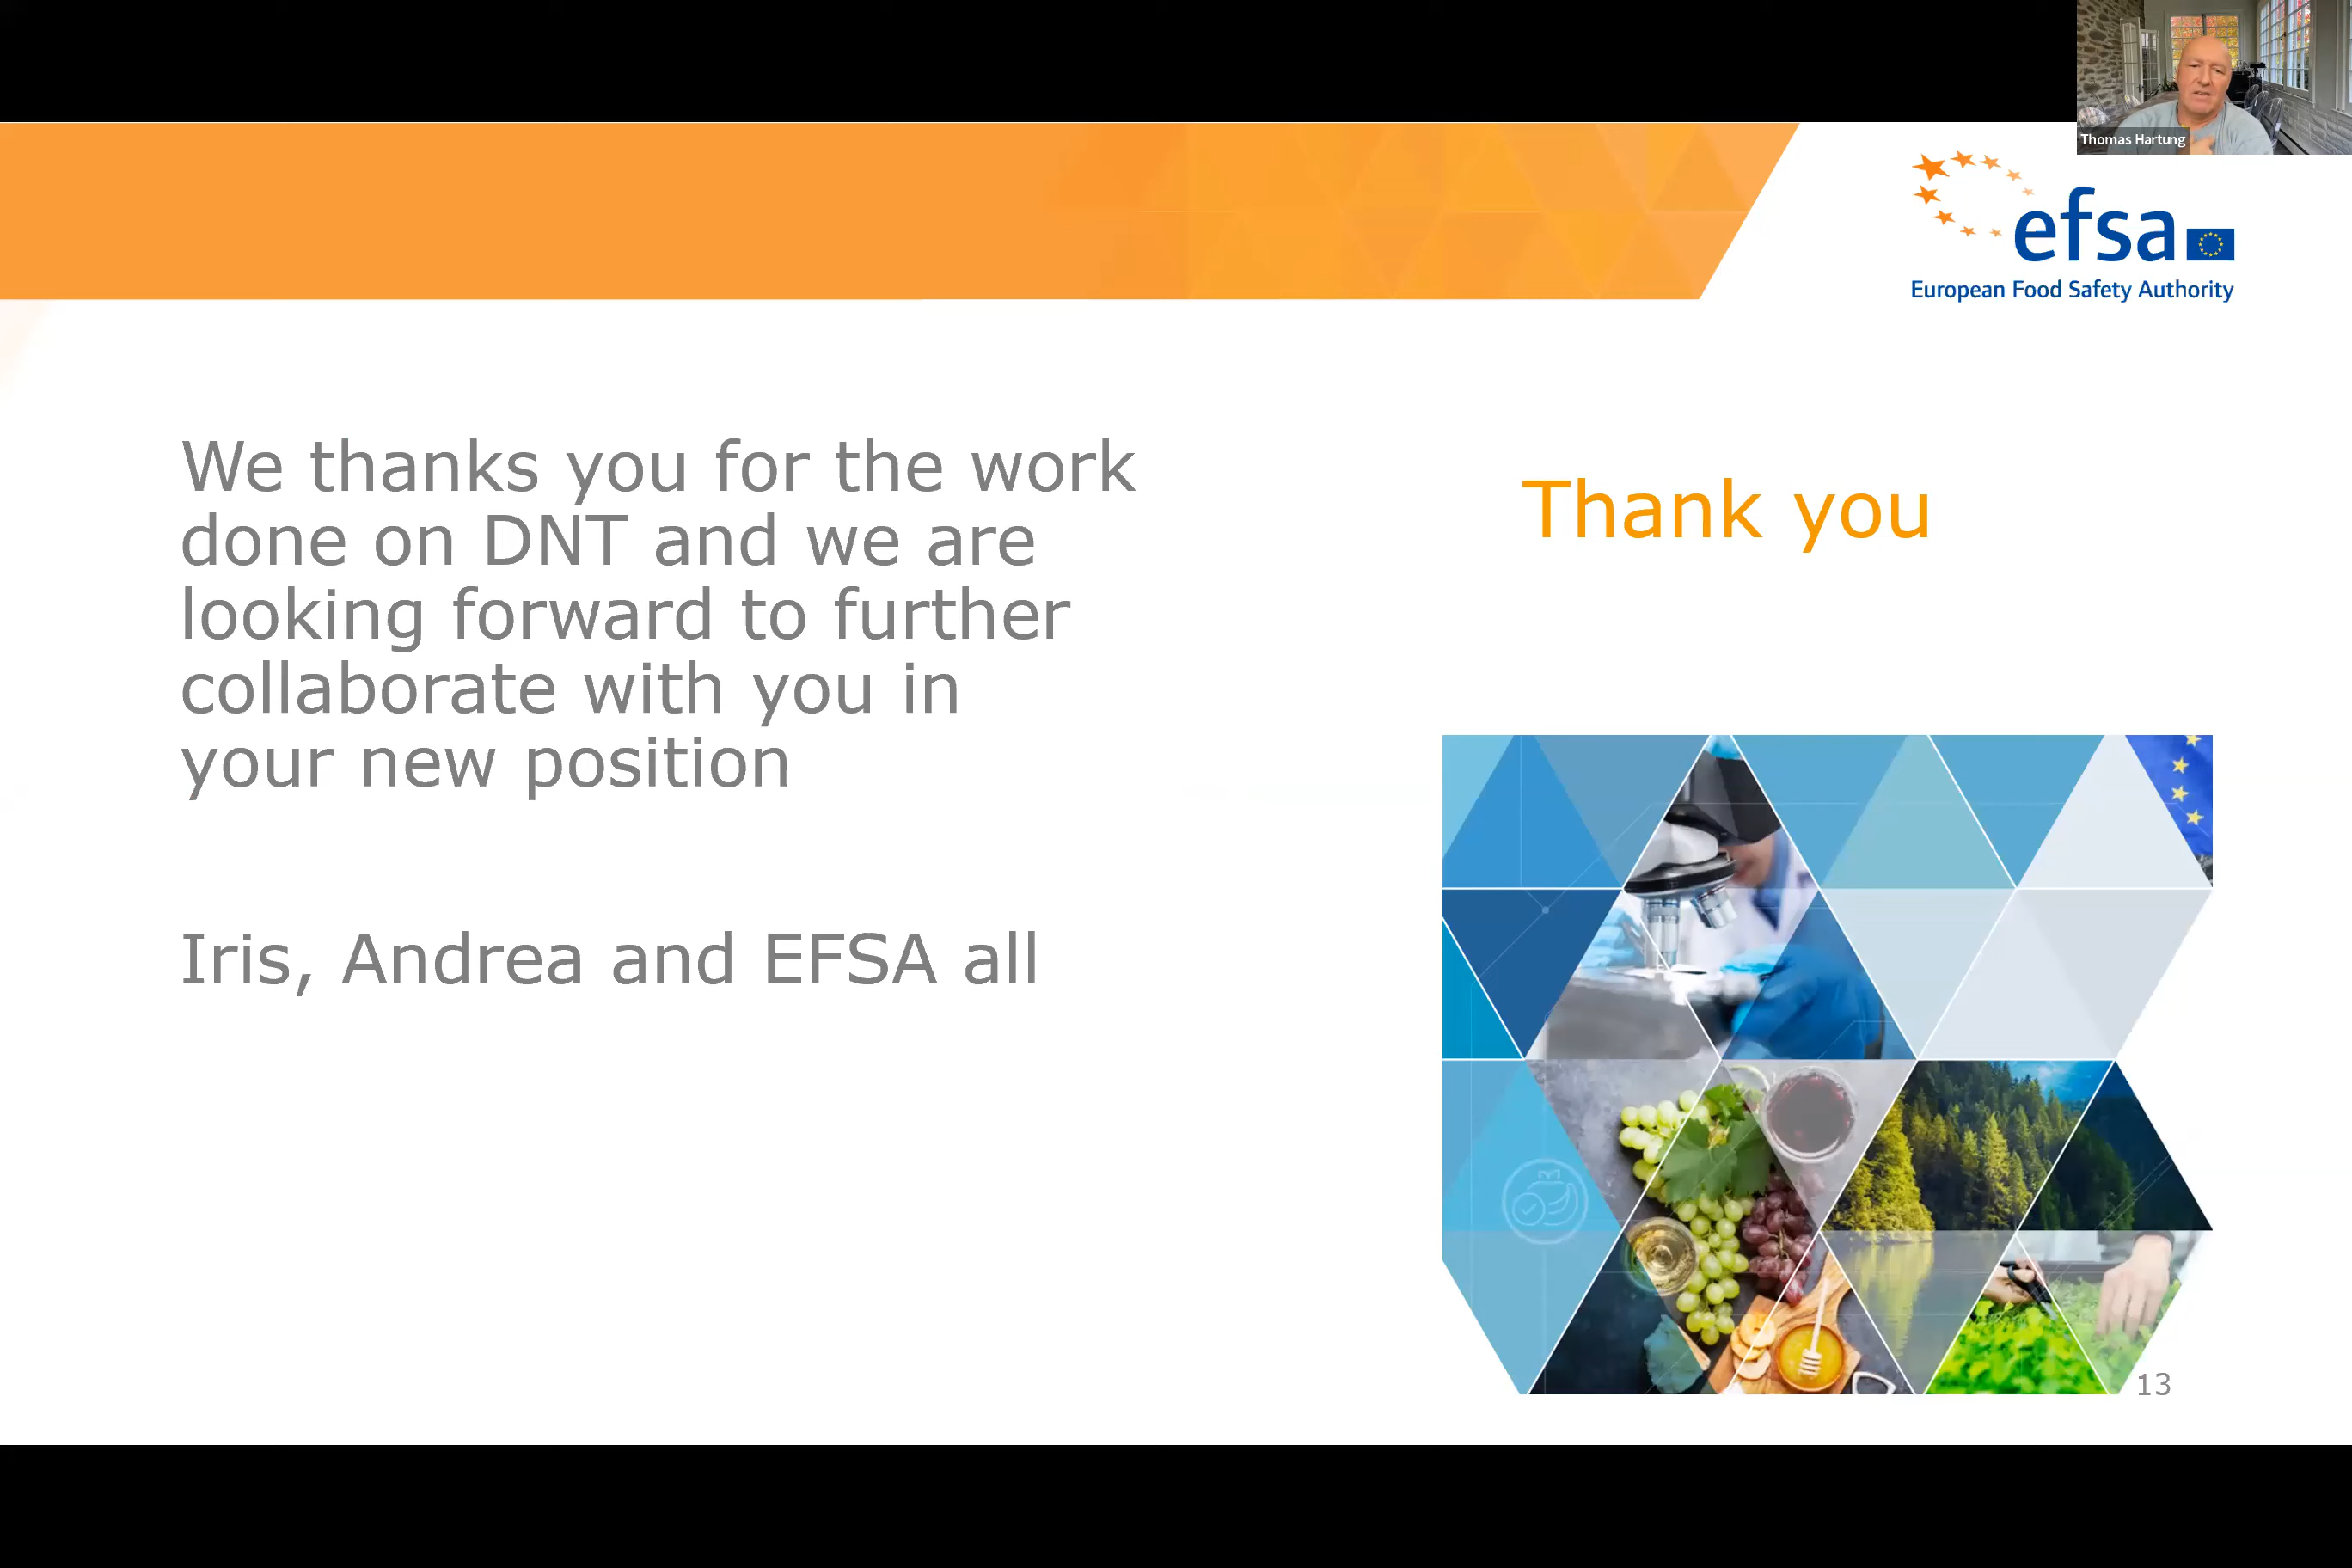 Thomas Hartung
efsa
European Food Safety Authority
We thanks you for the work
done on DNT and we are
looking forward to further
collaborate with you in
your new position
Iris, Andrea and EFSA all
Thank you
13